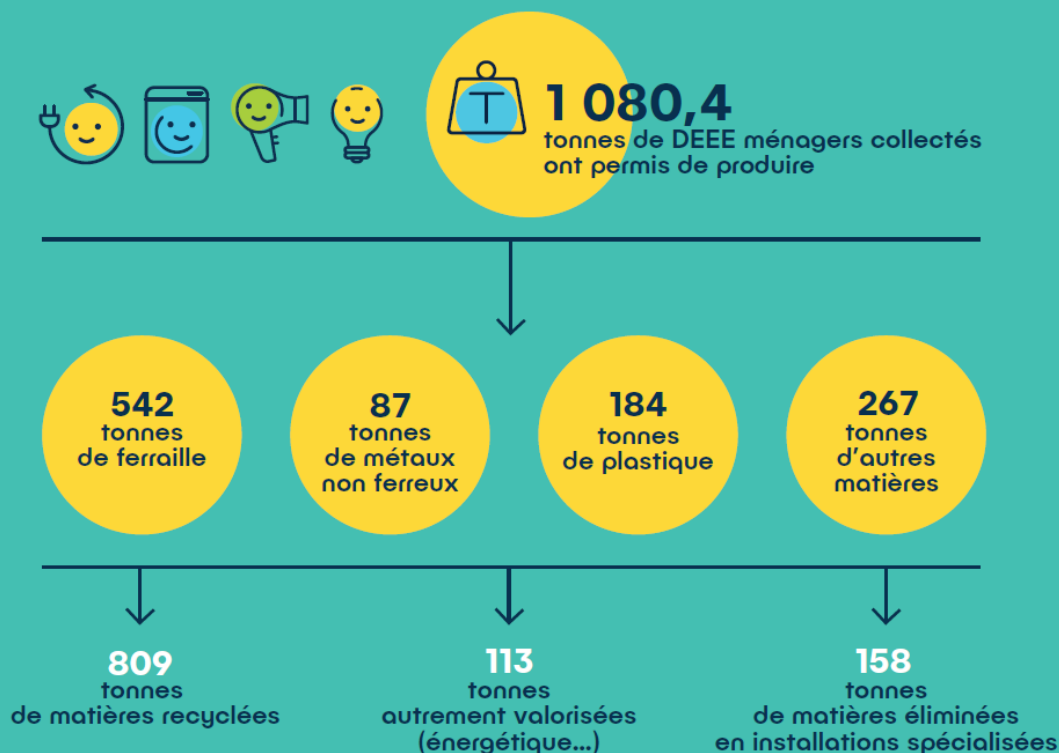 T
1 080,4
tonnes de DEEE ménagers collectés
ont permis de produire
542
tonnes
de ferraille
87
tonnes
de métaux
non ferreux
184
tonnes
de plastique
267
tonnes
d'autres
matières
809
tonnes
de matières recyclées
113
tonnes
autrement valorisées
(énergétique...)
158
tonnes
de matières éliminées
en installations spécialisées